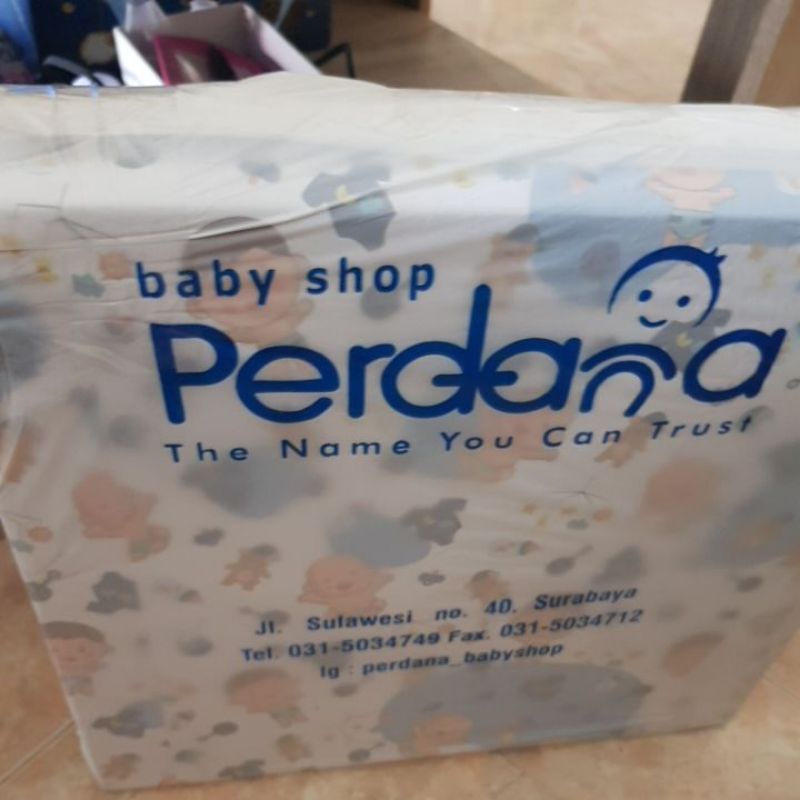 baby shop
Perdana
The Name You Can Trust
Jl. Sulawesi no. 40. Surabaya
Tel. 031-5034749 Fax. 031-5034712
Ig : perdana_babyshop